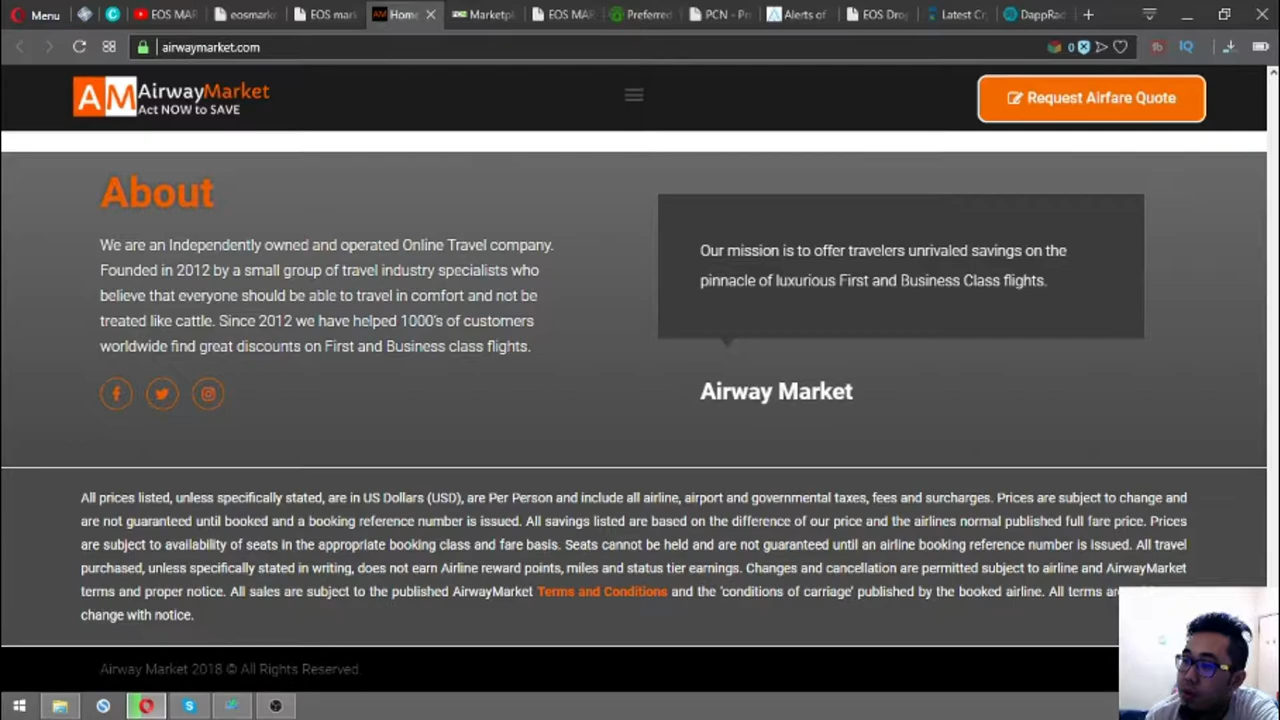 Menu
EOS MAR
eosmarke
EOS mark
Home
Marketpl
EOS MAR
Preferred
PCN - Pr
Alerts of
EOS Drop
Latest Cr
DappRad
airwaymarket.com
0
IQ
AM AirwayMarket
Act NOW to SAVE
Request Airfare Quote
About
We are an Independently owned and operated Online Travel company.
Founded in 2012 by a small group of travel industry specialists who
believe that everyone should be able to travel in comfort and not be
treated like cattle. Since 2012 we have helped 1000's of customers
worldwide find great discounts on First and Business class flights.
Our mission is to offer travelers unrivaled savings on the
pinnacle of luxurious First and Business Class flights.
Airway Market
All prices listed, unless specifically stated, are in US Dollars (USD), are Per Person and include all airline, airport and governmental taxes, fees and surcharges. Prices are subject to change and
are not guaranteed until booked and a booking reference number is issued. All savings listed are based on the difference of our price and the airlines normal published full fare price. Prices
are subject to availability of seats in the appropriate booking class and fare basis. Seats cannot be held and are not guaranteed until an airline booking reference number is issued. All travel
purchased, unless specifically stated in writing, does not earn Airline reward points, miles and status tier earnings. Changes and cancellation are permitted subject to airline and AirwayMarket
terms and proper notice. All sales are subject to the published AirwayMarket Terms and Conditions and the 'conditions of carriage' published by the booked airline. All terms are
change with notice.
Airway Market 2018 © All Rights Reserved.